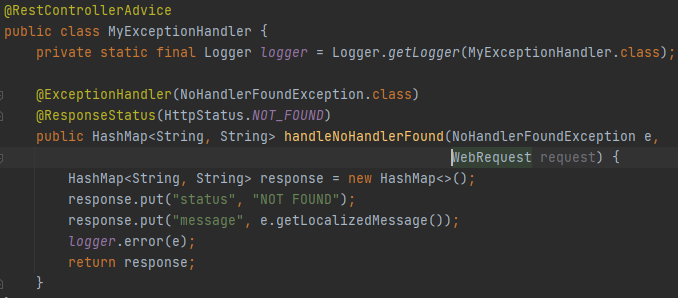 @RestControllerAdvice
public class MyExceptionHandler {
    private static final Logger logger = Logger.getLogger(MyExceptionHandler.class);
    @ExceptionHandler(NoHandlerFoundException.class)
    @ResponseStatus(HttpStatus.NOT_FOUND)
    public HashMap<String, String> handleNoHandlerFound(NoHandlerFoundException e,
                                                        WebRequest request) {
        HashMap<String, String> response = new HashMap<>();
        response.put("status", "NOT FOUND");
        response.put("message", e.getLocalizedMessage());
        logger.error(e);
        return response;
    }